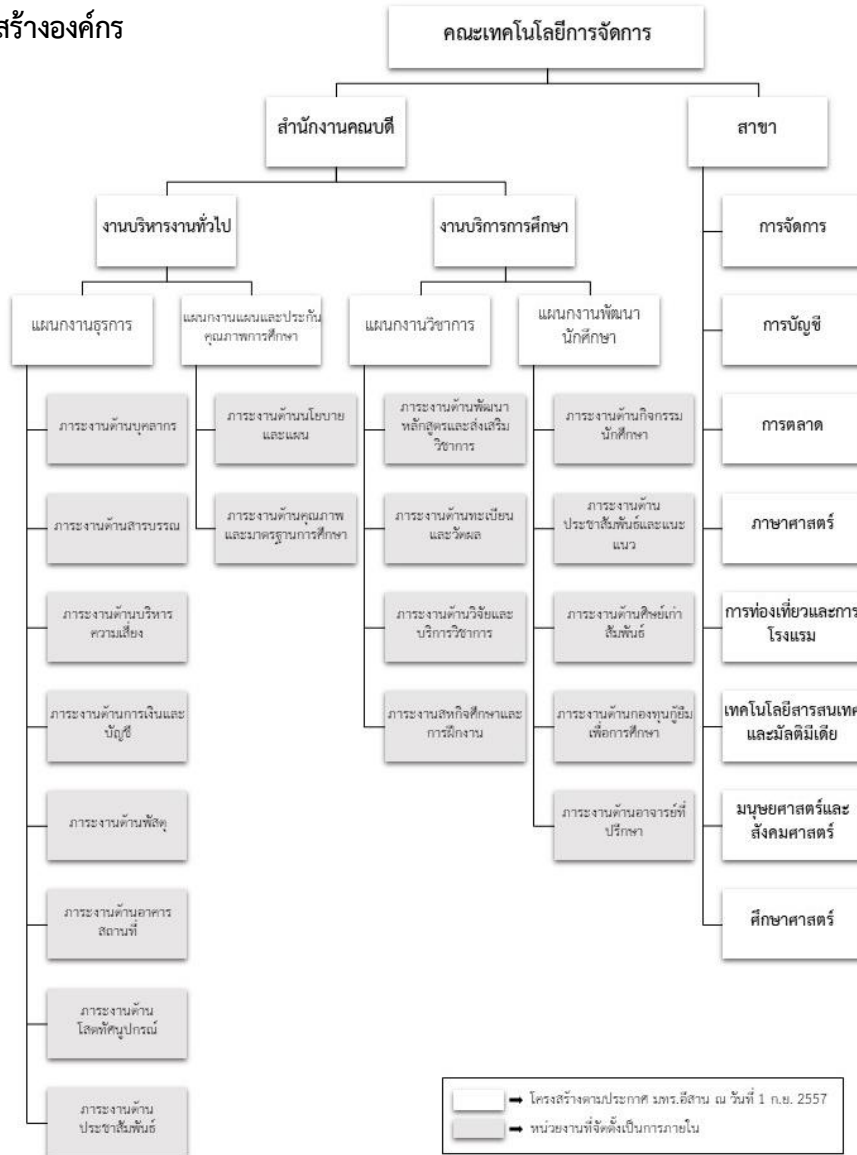 สร้างองค์กร
คณะเทคโนโลยีการจัดการ
สำนักงานคณบดี
สาขา
งานบริหารงานทั่วไป
งานบริการการศึกษา
แผนกงานธุรการ
แผนกงานแผนและประกัน
คุณภาพการศึกษา
แผนกงานวิชาการ
แผนกงานพัฒนา
นักศึกษา
ภาระงานด้านบุคลากร
ภาระงานด้านสารบรรณ
ภาระงานด้านบริหาร
ความเสี่ยง
ภาระงานด้านการเงินและ
บัญชี
ภาระงานด้านพัสดุ
ภาระงานด้านอาคาร
สถานที่
ภาระงานด้าน
โสตทัศนูปกรณ์
ภาระงานด้าน
ประชาสัมพันธ์
ภาระงานด้านนโยบาย
และแผน
ภาระงานด้านคุณภาพ
และมาตรฐานการศึกษา
ภาระงานด้านพัฒนา
หลักสูตรและส่งเสริม
วิชาการ
ภาระงานด้านทะเบียน
และวัดผล
ภาระงานด้านวิจัยและ
บริการวิชาการ
ภาระงานสหกิจศึกษาและ
การฝึกงาน
ภาระงานด้านกิจกรรม
นักศึกษา
ภาระงานด้าน
ประชาสัมพันธ์และแนะ
แนว
ภาระงานด้านศิษย์เก่า
สัมพันธ์
ภาระงานด้านกองทุนกู้ยืม
เพื่อการศึกษา
ภาระงานด้านอาจารย์ที่
ปรึกษา
การจัดการ
การบัญชี
การตลาด
ภาษาศาสตร์
การท่องเที่ยวและการ
โรงแรม
เทคโนโลยีสารสนเทศ
และมัลติมีเดีย
มนุษยศาสตร์และ
สังคมศาสตร์
ศึกษาศาสตร์
➡ โครงสร้างตามประกาศ มทร.อีสาน ณ วันที่ 1 ก.ย. 2557
➡ หน่วยงานที่จัดตั้งเป็นการภายใน